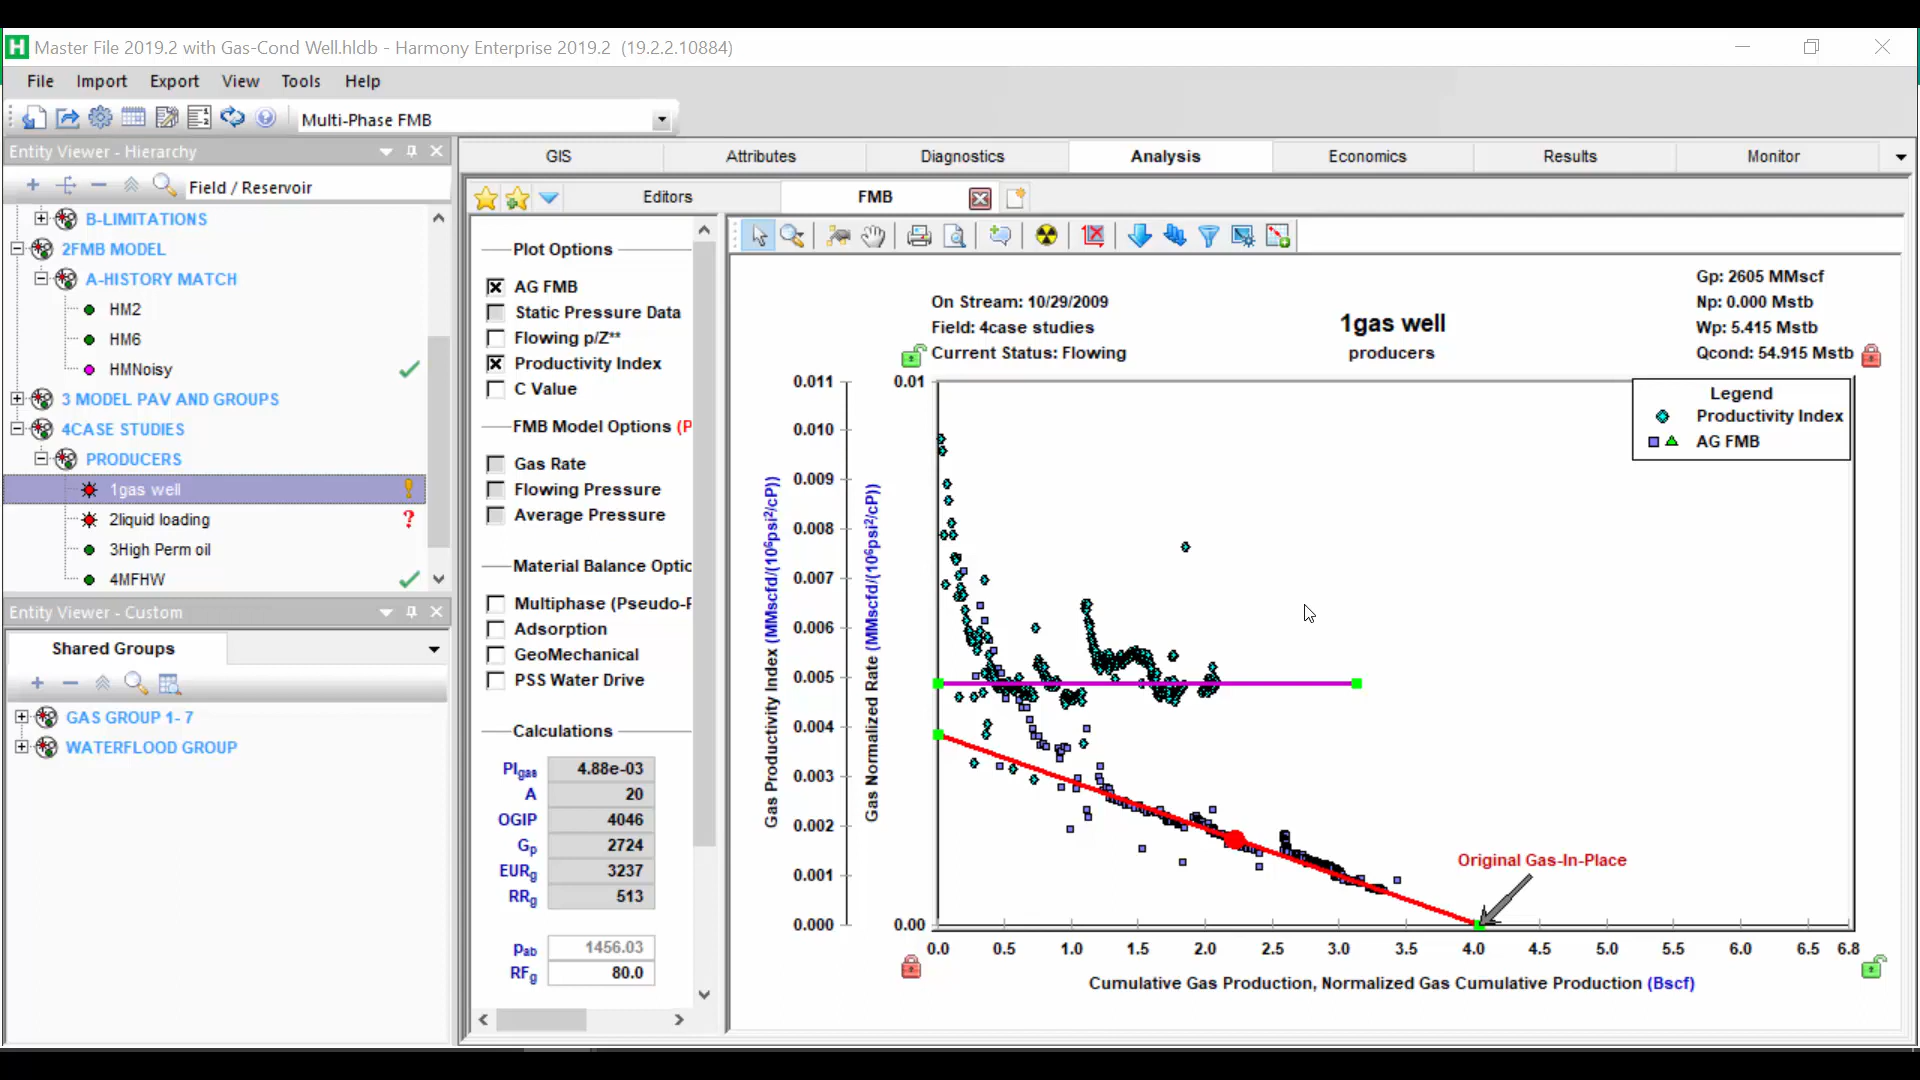 Master File 2019.2 with Gas-Cond Well.hldb - Harmony Enterprise 2019.2 (19.2.2.10884)
File Import Export View Tools Help
Multi-Phase FMB
Entity Viewer - Hierarchy
Field / Reservoir
B-LIMITATIONS
2FMB MODEL
A-HISTORY MATCH
HM2
HM6
HMNoisy
3 MODEL PAV AND GROUPS
4CASE STUDIES
PRODUCERS
1gas well
2liquid loading
3High Perm oil
4MFHW
Entity Viewer - Custom
Shared Groups
GAS GROUP 1- 7
WATERFLOOD GROUP
GIS Attributes Diagnostics Analysis Economics Results Monitor
Editors FMB
Plot Options
AG FMB
Static Pressure Data
Flowing p/Z**
Productivity Index
C Value
FMB Model Options (P
Gas Rate
Flowing Pressure
Average Pressure
Material Balance Optic
Multiphase (Pseudo-F
Adsorption
GeoMechanical
PSS Water Drive
Calculations
PIgas 4.88e-03
A 20
OGIP 4046
Gp 2724
EURg 3237
RRg 513
pab 1456.03
RFg 80.0
On Stream: 10/29/2009
Field: 4case studies
Current Status: Flowing
1gas well
producers
Gp: 2605 MMscf
Np: 0.000 Mstb
Wp: 5.415 Mstb
Qcond: 54.915 Mstb
Legend
Productivity Index
AG FMB
Gas Productivity Index (MMscfd/(10⁶psi²/cP))
0.011
0.010
0.009
0.008
0.007
0.006
0.005
0.004
0.003
0.002
0.001
0.000
Gas Normalized Rate (MMscfd/(10⁶psi²/cP))
0.01
0.00
Original Gas-In-Place
0.0 0.5 1.0 1.5 2.0 2.5 3.0 3.5 4.0 4.5 5.0 5.5 6.0 6.5 6.8
Cumulative Gas Production, Normalized Gas Cumulative Production (Bscf)